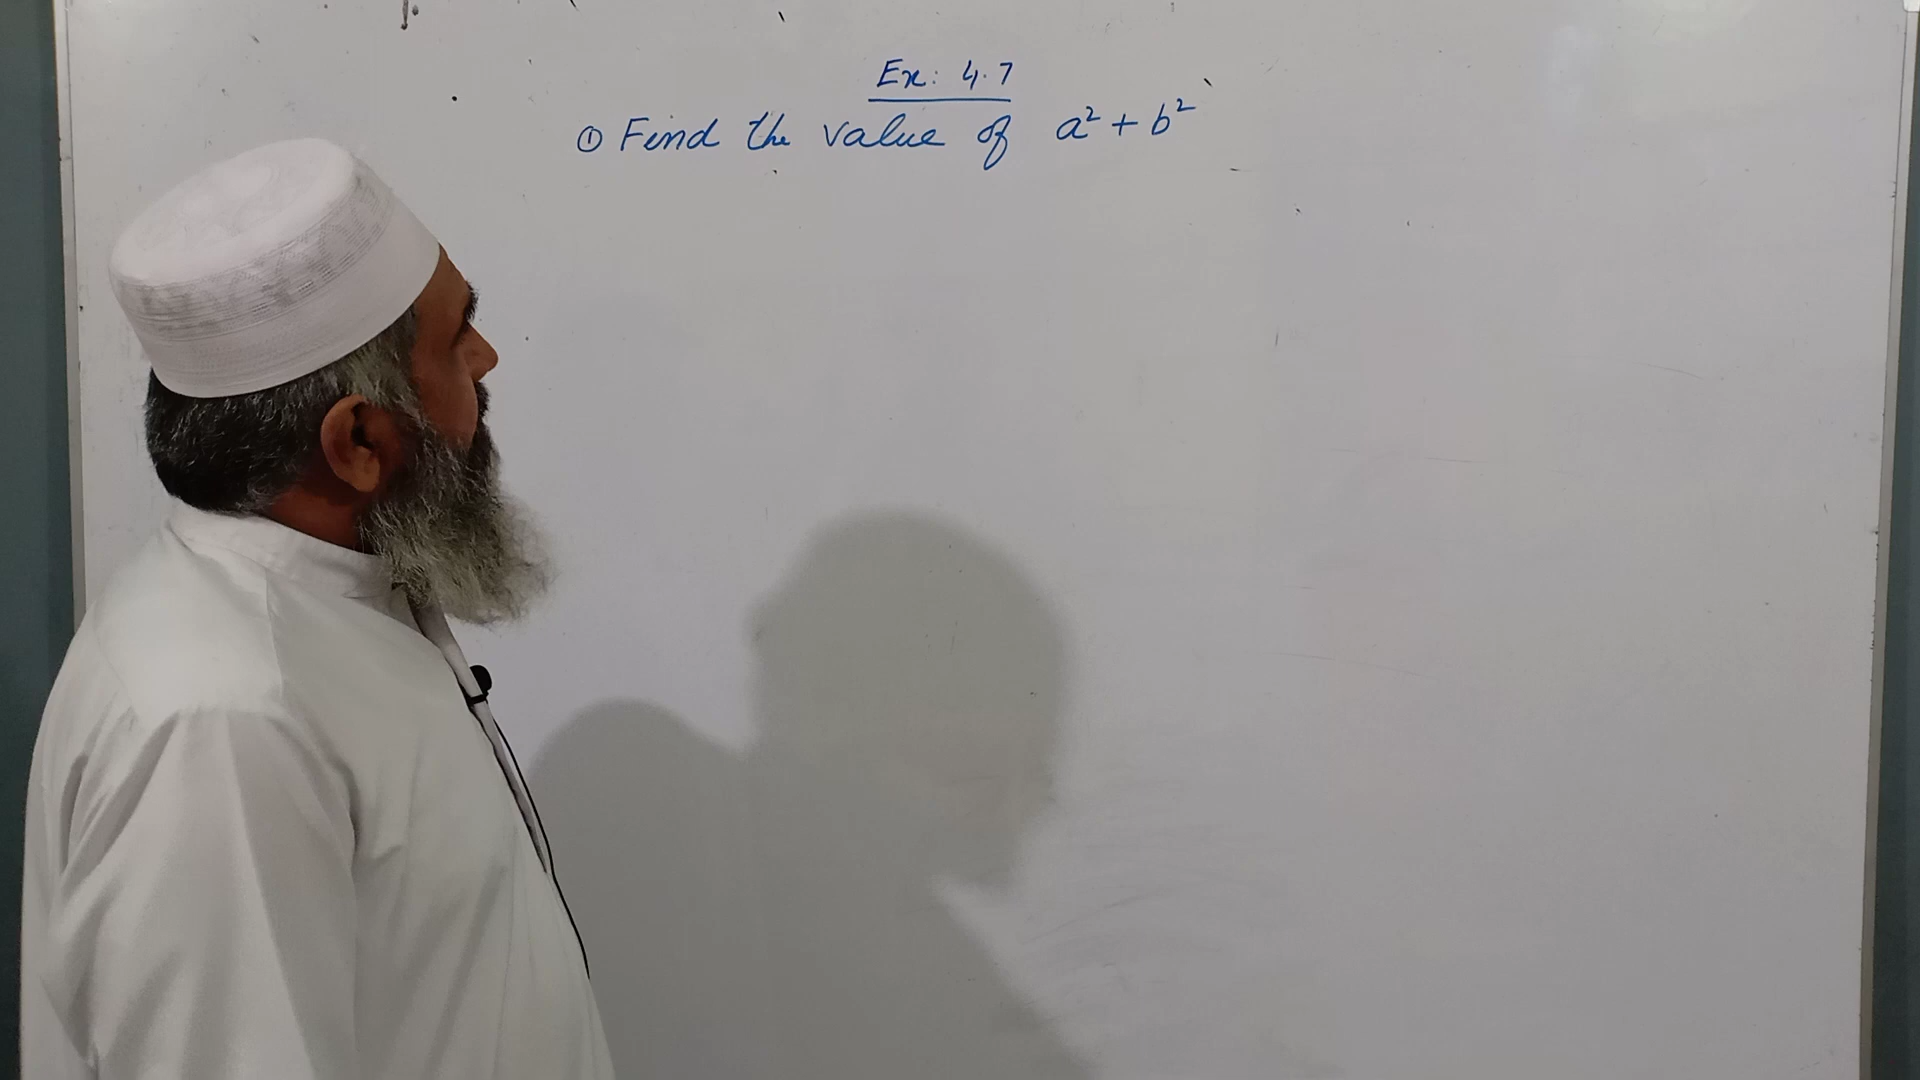 Ex: 4.7
① Find the value of a² + b²